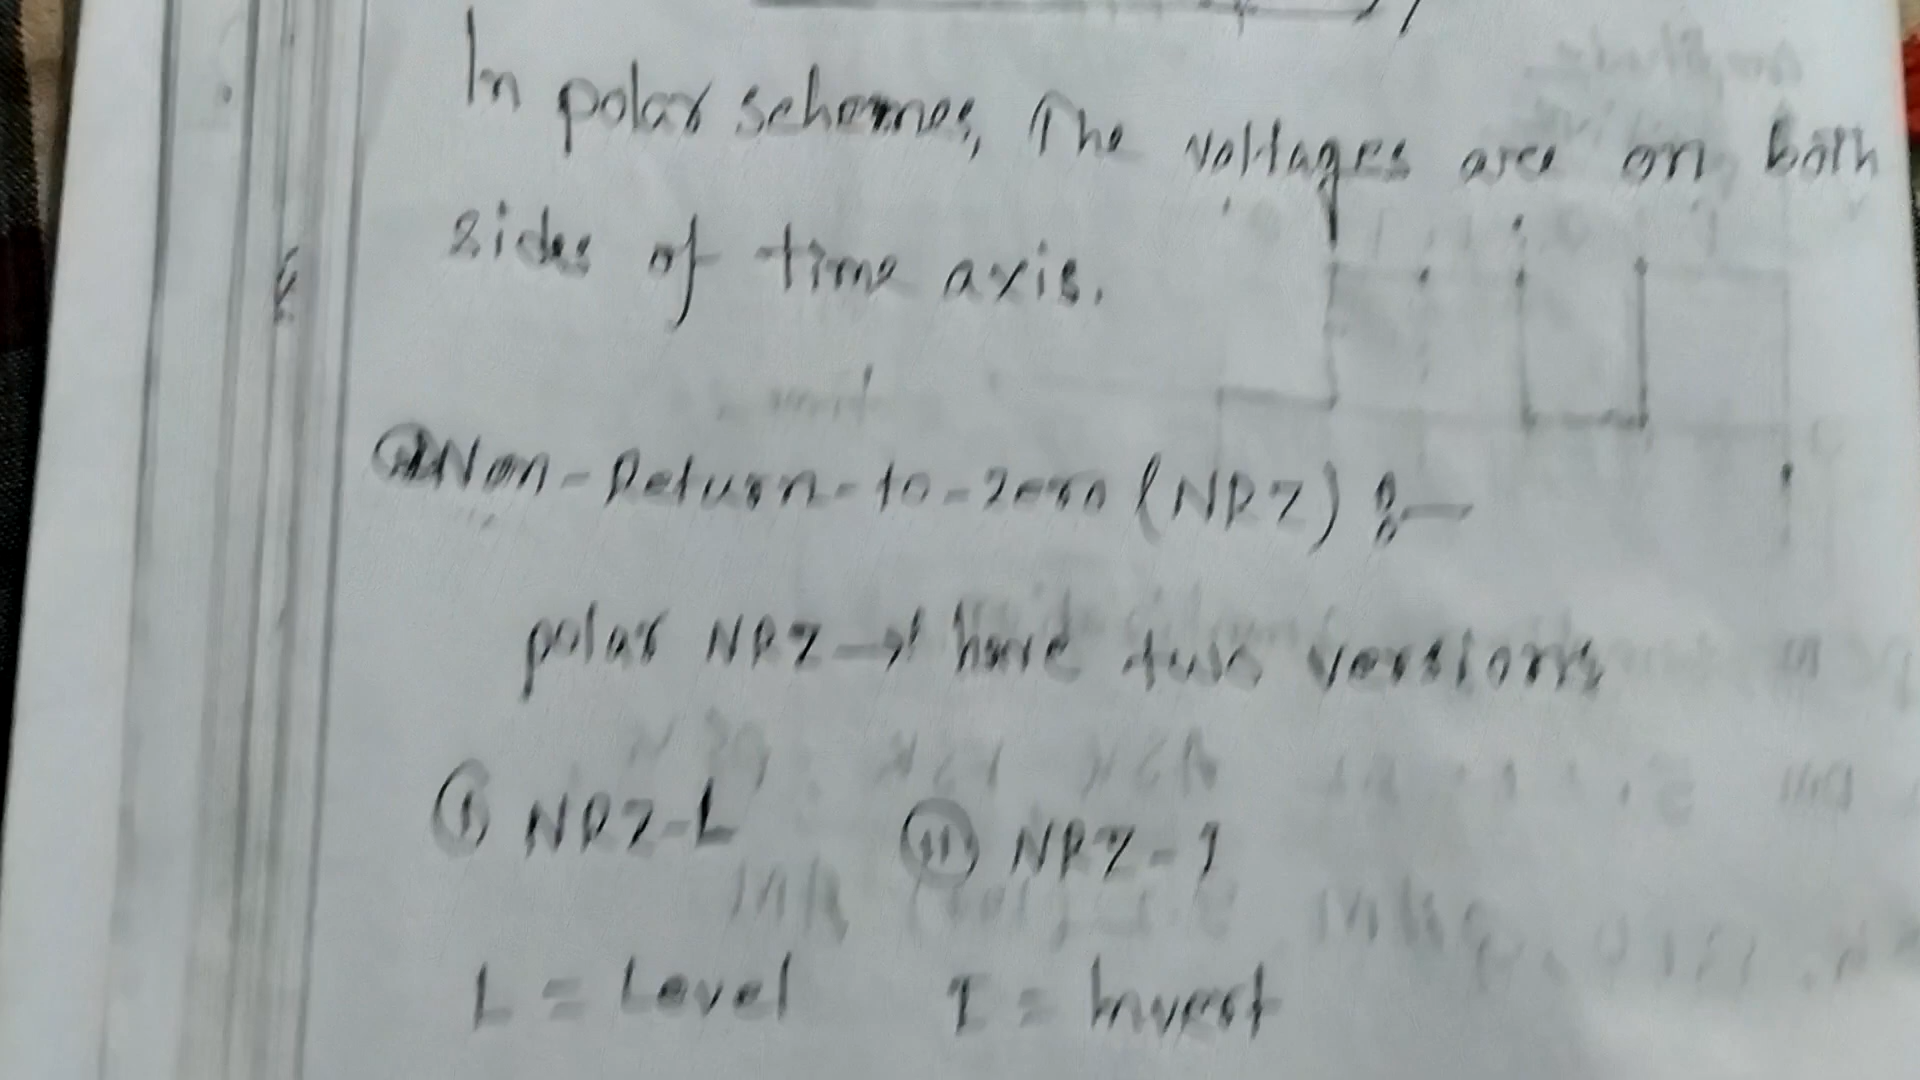 In polar schemes, The voltages are on both
sides of time axis.
Non-Return-to-zero (NRZ) :-
polar NRZ → have two versions
(i) NRZ-L (ii) NRZ-I
L = Level I = Invert